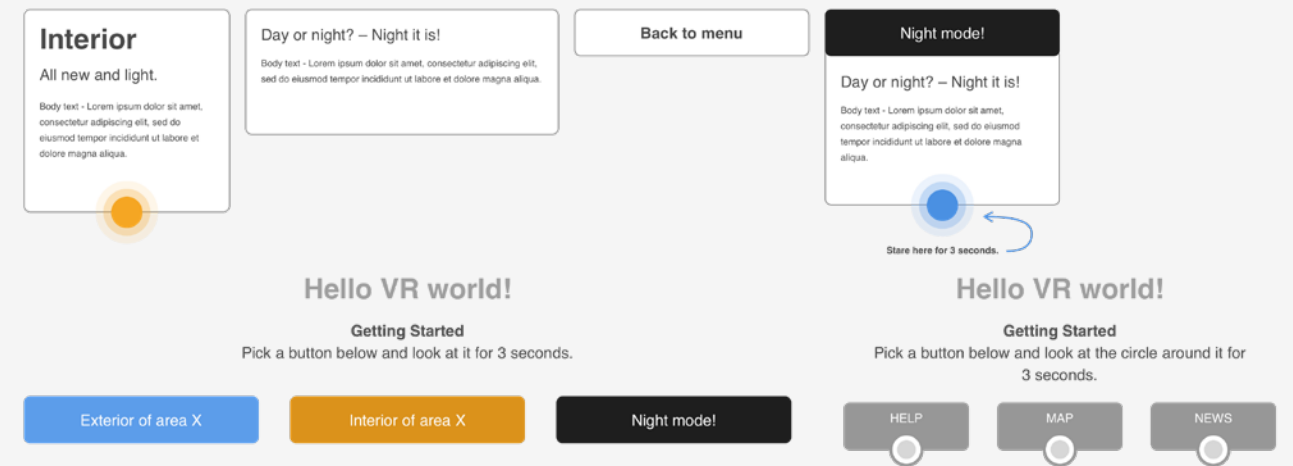 Interior
All new and light.
Body text - Lorem ipsum dolor sit amet,
consectetur adipiscing elit, sed do
eiusmod tempor incididunt ut labore et
dolore magna aliqua.
Day or night? – Night it is!
Body text - Lorem ipsum dolor sit amet, consectetur adipiscing elit,
sed do eiusmod tempor incididunt ut labore et dolore magna aliqua.
Back to menu
Night mode!
Day or night? – Night it is!
Body text - Lorem ipsum dolor sit amet,
consectetur adipiscing elit, sed do eiusmod
tempor incididunt ut labore et dolore magna
aliqua.
Stare here for 3 seconds.
Hello VR world!
Getting Started
Pick a button below and look at it for 3 seconds.
Exterior of area X
Interior of area X
Night mode!
Hello VR world!
Getting Started
Pick a button below and look at the circle around it for
3 seconds.
HELP
MAP
NEWS